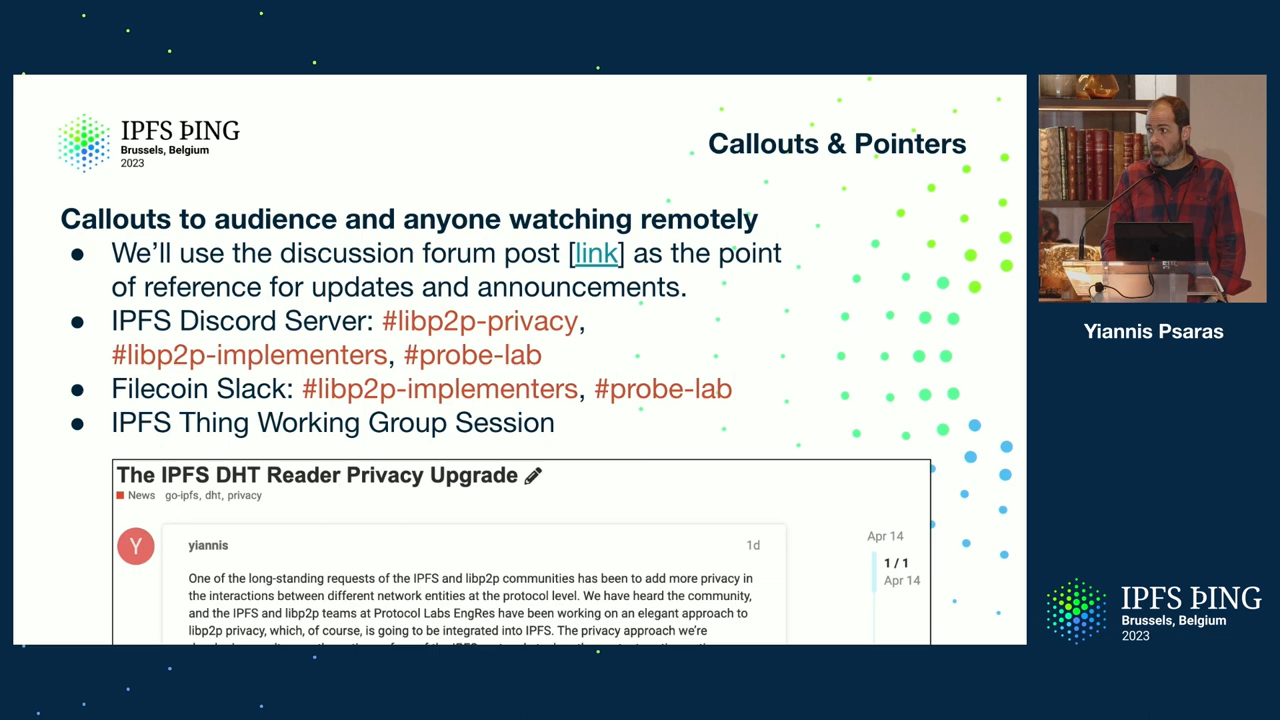 IPFS ÞING
Brussels, Belgium
2023
Callouts & Pointers
Callouts to audience and anyone watching remotely
● We’ll use the discussion forum post [link] as the point
of reference for updates and announcements.
● IPFS Discord Server: #libp2p-privacy,
#libp2p-implementers, #probe-lab
● Filecoin Slack: #libp2p-implementers, #probe-lab
● IPFS Thing Working Group Session
The IPFS DHT Reader Privacy Upgrade
News go-ipfs, dht, privacy
Y
yiannis 1d
One of the long-standing requests of the IPFS and libp2p communities has been to add more privacy in
the interactions between different network entities at the protocol level. We have heard the community,
and the IPFS and libp2p teams at Protocol Labs EngRes have been working on an elegant approach to
libp2p privacy, which, of course, is going to be integrated into IPFS. The privacy approach we’re
Apr 14
1 / 1
Apr 14
Yiannis Psaras
IPFS ÞING
Brussels, Belgium
2023